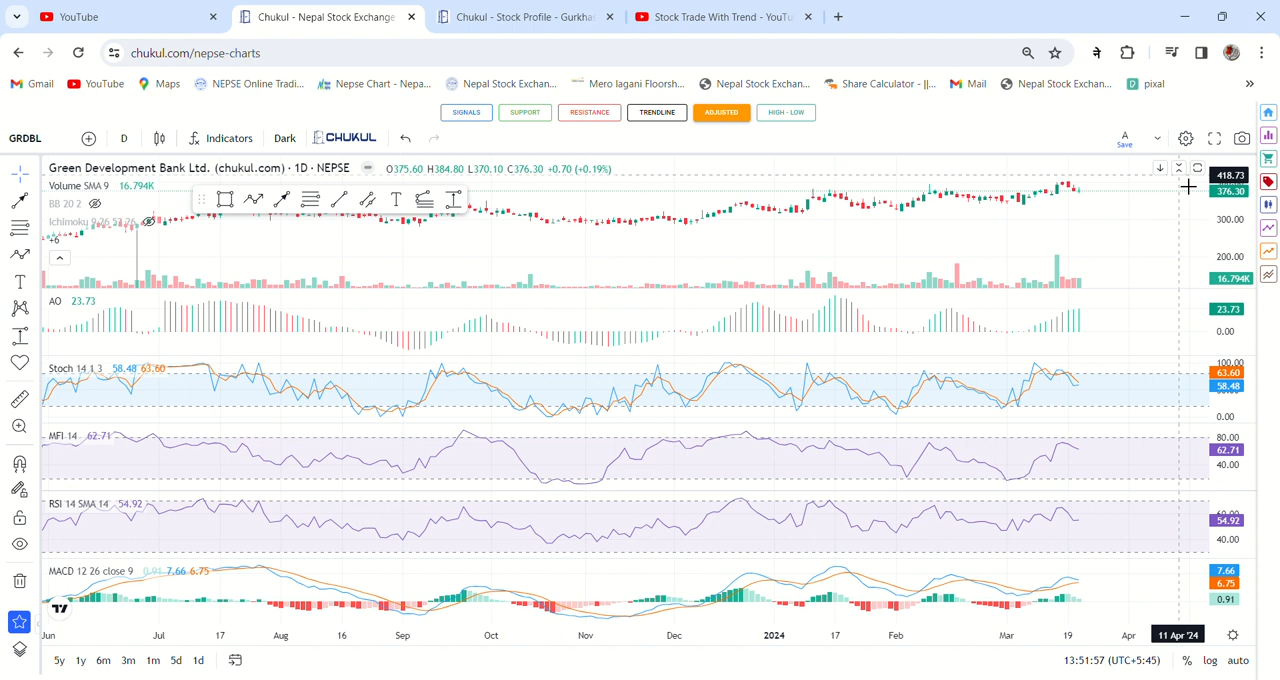 YouTube
Chukul - Nepal Stock Exchange
Chukul - Stock Profile - Gurkha
Stock Trade With Trend - YouTu
chukul.com/nepse-charts
Gmail YouTube Maps NEPSE Online Tradi... Nepse Chart - Nepa... Nepal Stock Exchan... Mero lagani Floorsh... Nepal Stock Exchan... Share Calculator - ||... Mail Nepal Stock Exchan... pixal
SIGNALS SUPPORT RESISTANCE TRENDLINE ADJUSTED HIGH - LOW
GRDBL D Indicators Dark CHUKUL A Save
Green Development Bank Ltd. (chukul.com) · 1D · NEPSE O375.60 H384.80 L370.10 C376.30 +0.70 (+0.19%)
418.73
Volume SMA 9 16.794K
376.30
BB 20 2
Ichimoku 9 26 52 26
300.00
+6
200.00
16.794K
AO 23.73
23.73
0.00
Stoch 14 1 3 58.48 63.60
100.00
63.60
58.48
0.00
MFI 14 62.71
80.00
62.71
40.00
RSI 14 SMA 14 54.92
54.92
40.00
MACD 12 26 close 9 0.91 7.66 6.75
7.66
6.75
0.91
Jun Jul 17 Aug 16 Sep Oct Nov Dec 2024 17 Feb Mar 19 Apr 11 Apr '24
5y 1y 6m 3m 1m 5d 1d 13:51:57 (UTC+5:45) % log auto